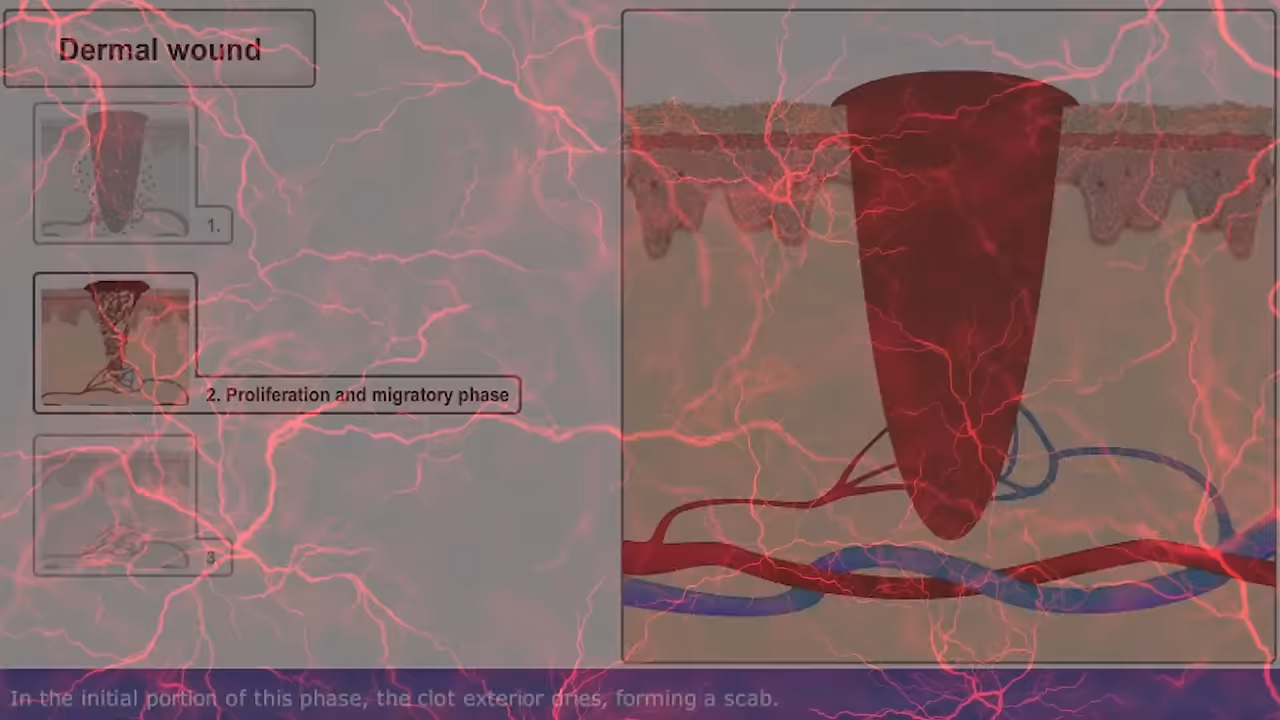 Dermal wound
1.
2. Proliferation and migratory phase
3
In the initial portion of this phase, the clot exterior dries, forming a scab.